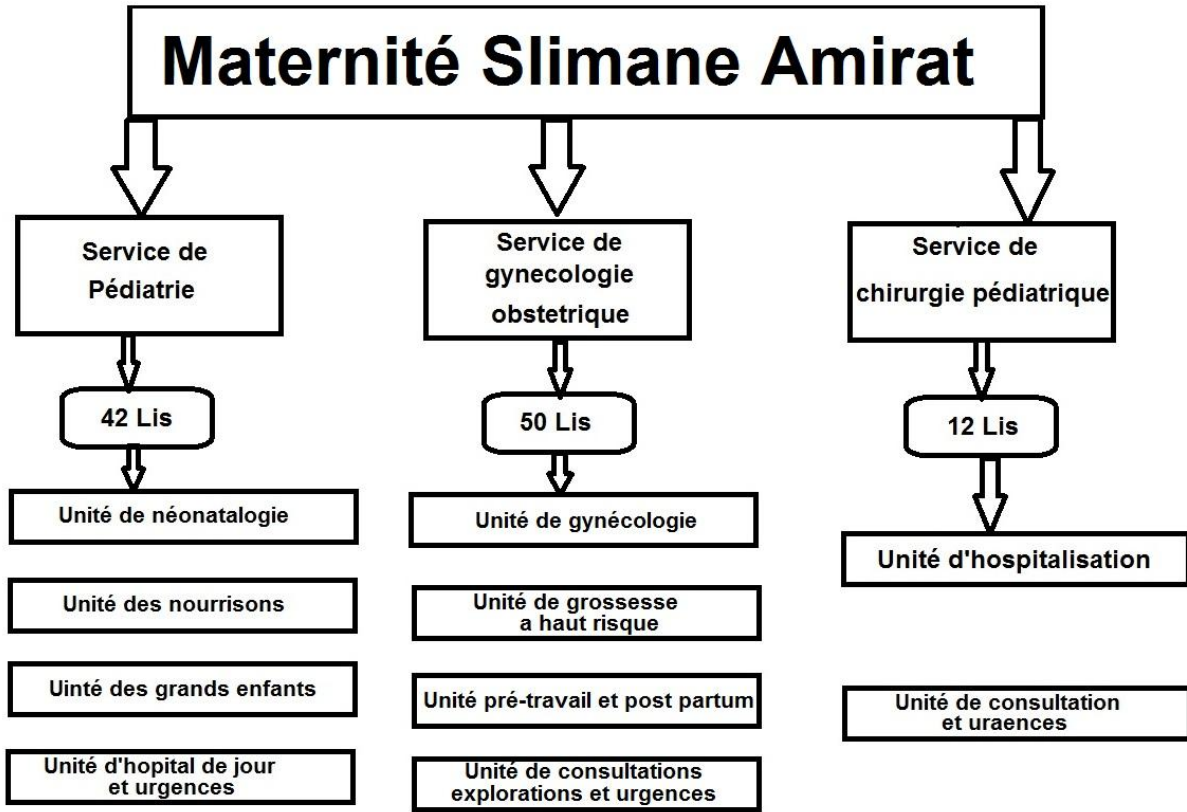 Maternité Slimane Amirat
Service de
Pédiatrie
42 Lis
Unité de néonatalogie
Unité des nourrisons
Uinté des grands enfants
Unité d'hopital de jour
et urgences
Service de
gynecologie
obstetrique
50 Lis
Unité de gynécologie
Unité de grossesse
a haut risque
Unité pré-travail et post partum
Unité de consultations
explorations et urgences
Service de
chirurgie pédiatrique
12 Lis
Unité d'hospitalisation
Unité de consultation
et uraences